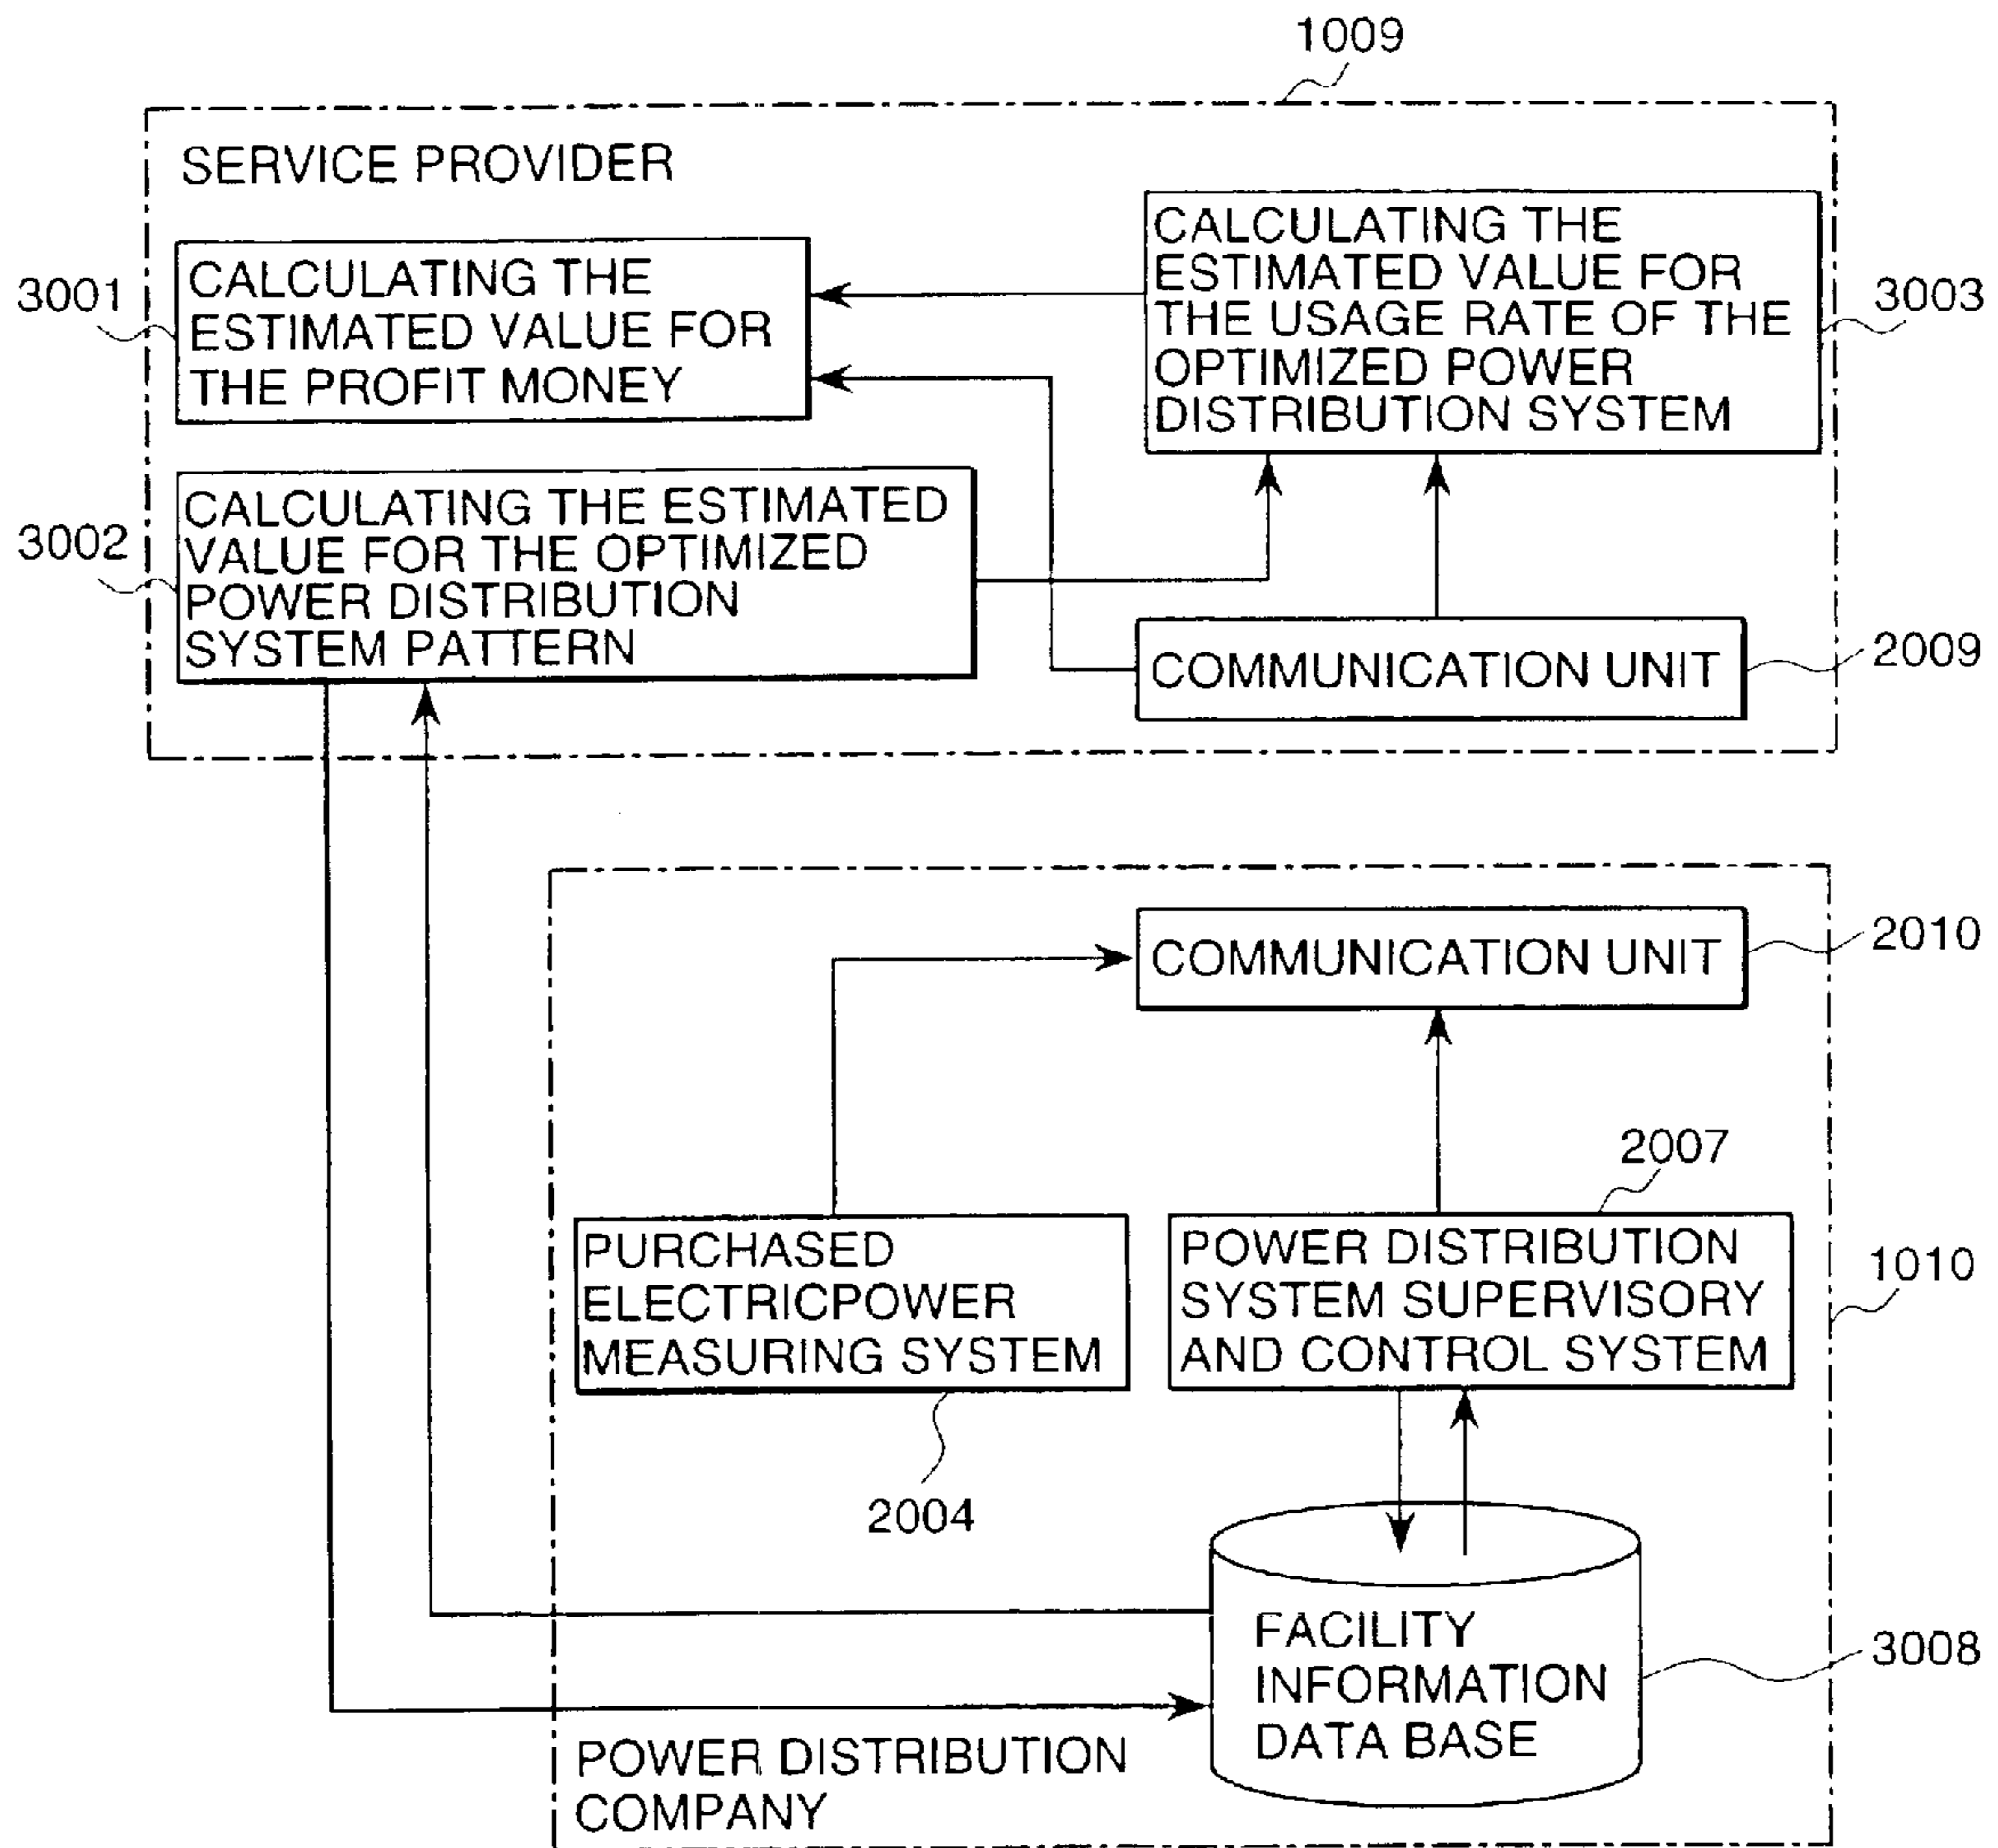 1009
SERVICE PROVIDER
3001
CALCULATING THE
ESTIMATED VALUE FOR
THE PROFIT MONEY
CALCULATING THE
ESTIMATED VALUE FOR
THE USAGE RATE OF THE
OPTIMIZED POWER
DISTRIBUTION SYSTEM
3003
3002
CALCULATING THE ESTIMATED
VALUE FOR THE OPTIMIZED
POWER DISTRIBUTION
SYSTEM PATTERN
COMMUNICATION UNIT
2009
COMMUNICATION UNIT
2010
2007
PURCHASED
ELECTRICPOWER
MEASURING SYSTEM
2004
POWER DISTRIBUTION
SYSTEM SUPERVISORY
AND CONTROL SYSTEM
1010
FACILITY
INFORMATION
DATA BASE
3008
POWER DISTRIBUTION
COMPANY